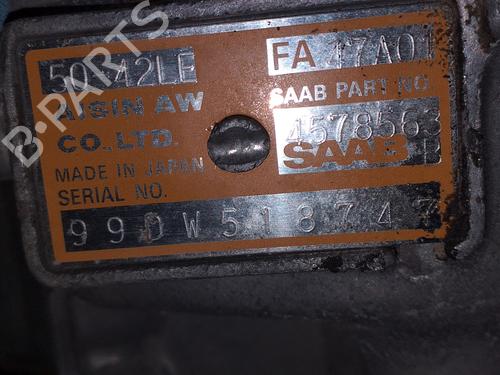 50-42LE FA 47A01
AISIN AW
CO.,LTD.
SAAB PART NO.
4578563
SAAB
MADE IN JAPAN
SERIAL NO.
99DW518747
B-PARTS